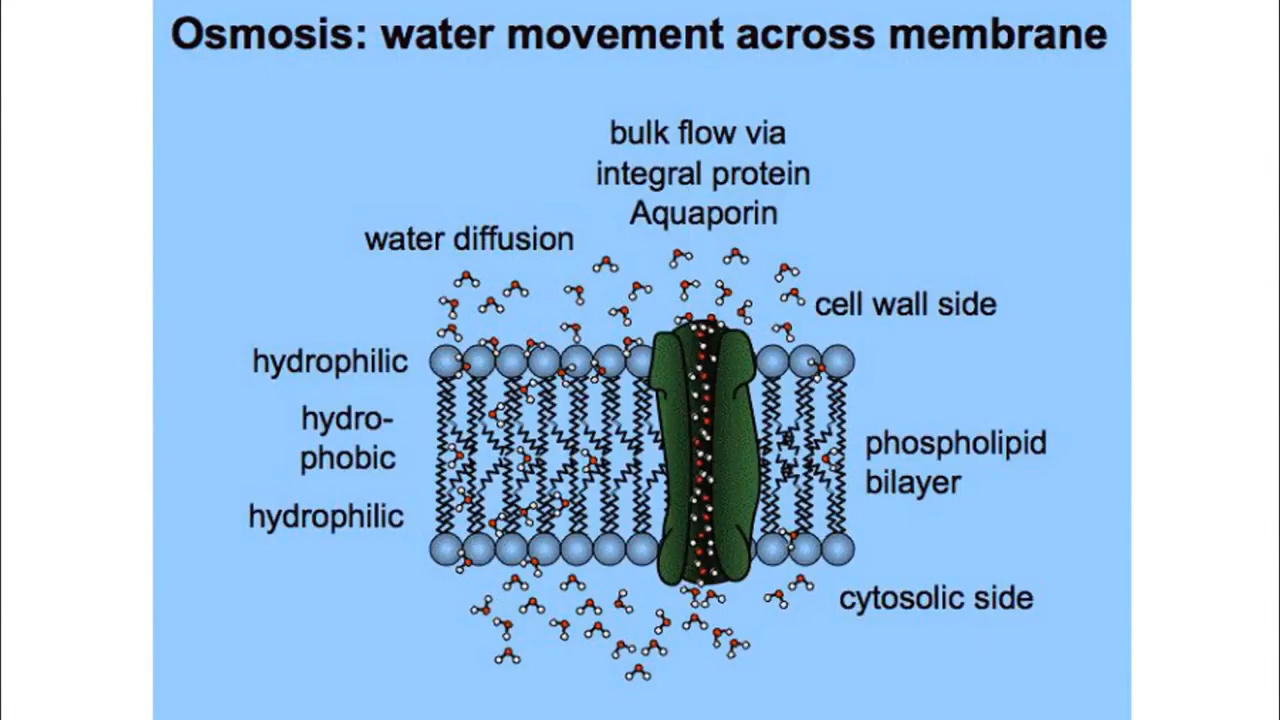 Osmosis: water movement across membrane
bulk flow via
integral protein
Aquaporin
water diffusion
cell wall side
hydrophilic
hydro-
phobic
phospholipid
bilayer
hydrophilic
cytosolic side